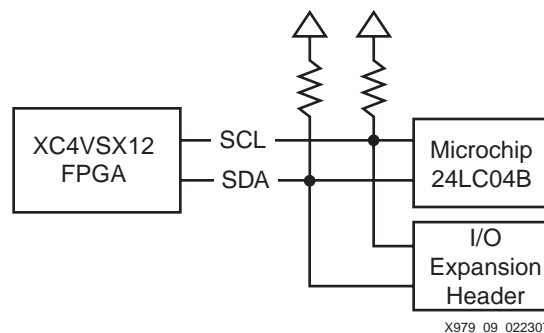 XC4VSX12
FPGA
SCL
SDA
Microchip
24LC04B
I/O
Expansion
Header
X979_09_022307